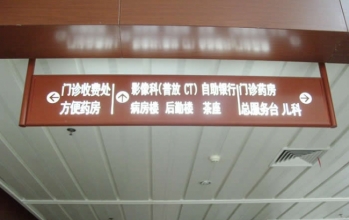 门诊收费处
方便药房
影像科(普放 CT) 自助银行
病房楼 后勤楼 茶座
门诊药房
总服务台 儿科